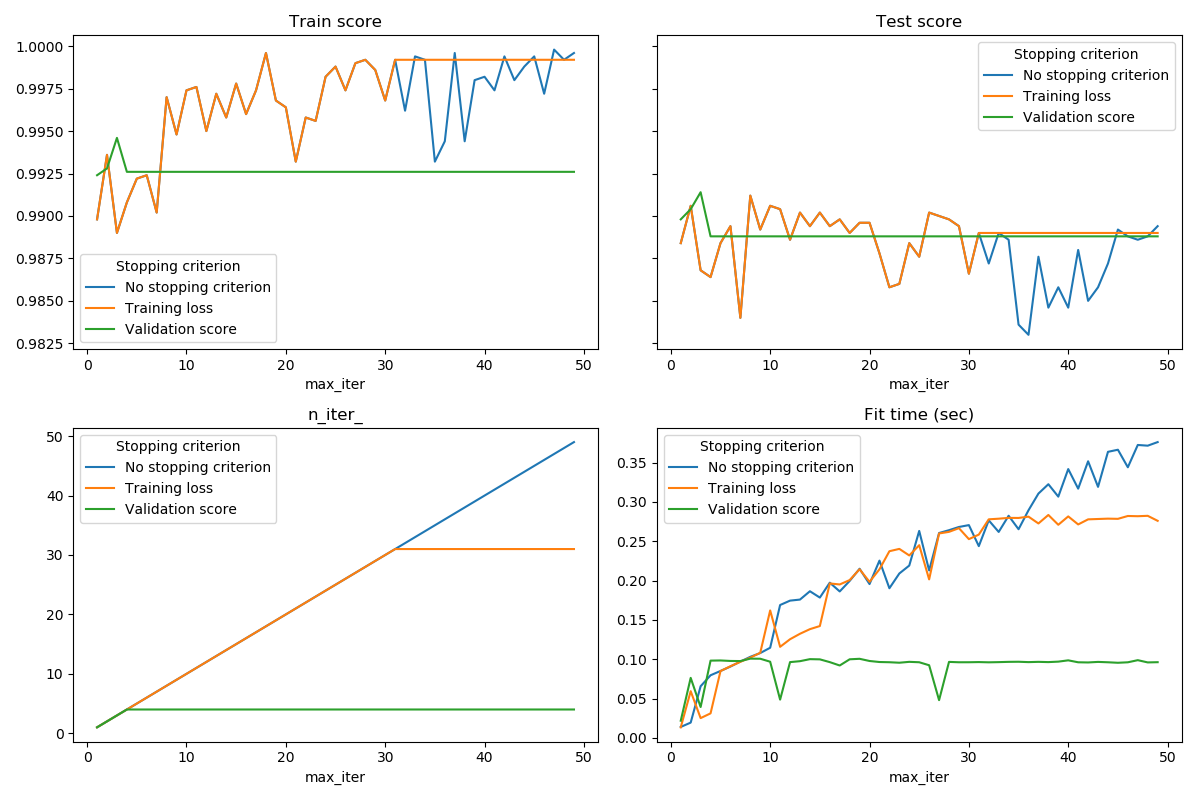 Train score
1.0000
0.9975
0.9950
0.9925
0.9900
0.9875
0.9850
0.9825
Stopping criterion
No stopping criterion
Training loss
Validation score
0 10 20 30 40 50
max_iter
Test score
Stopping criterion
No stopping criterion
Training loss
Validation score
0 10 20 30 40 50
max_iter
n_iter_
50
40
30
20
10
0
Stopping criterion
No stopping criterion
Training loss
Validation score
0 10 20 30 40 50
max_iter
Fit time (sec)
0.35
0.30
0.25
0.20
0.15
0.10
0.05
0.00
Stopping criterion
No stopping criterion
Training loss
Validation score
0 10 20 30 40 50
max_iter